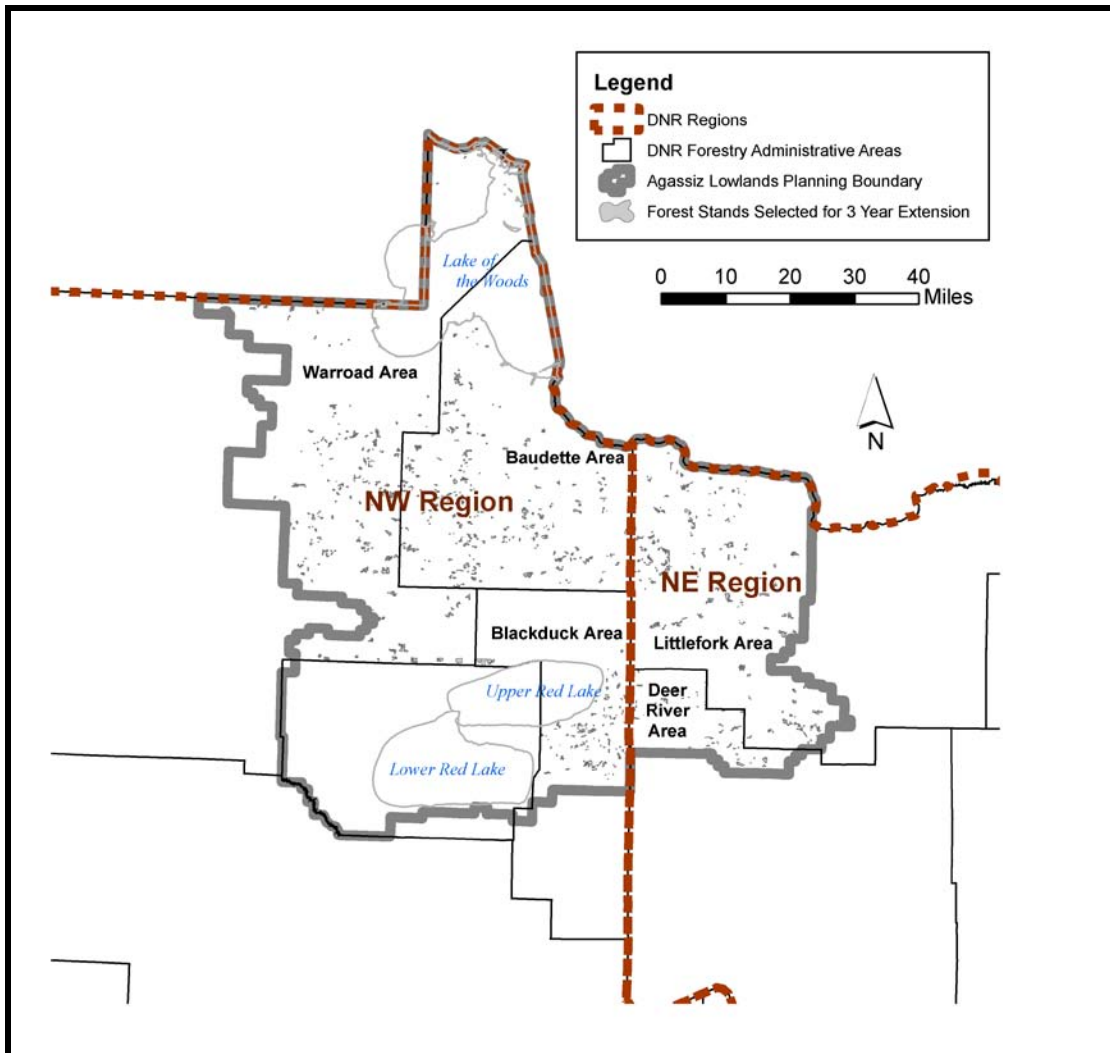 Legend
DNR Regions
DNR Forestry Administrative Areas
Agassiz Lowlands Planning Boundary
Forest Stands Selected for 3 Year Extension
0 10 20 30 40
Miles
N
Lake of
the Woods
Warroad Area
Baudette Area
NW Region
NE Region
Blackduck Area
Littlefork Area
Upper Red Lake
Deer
River
Area
Lower Red Lake